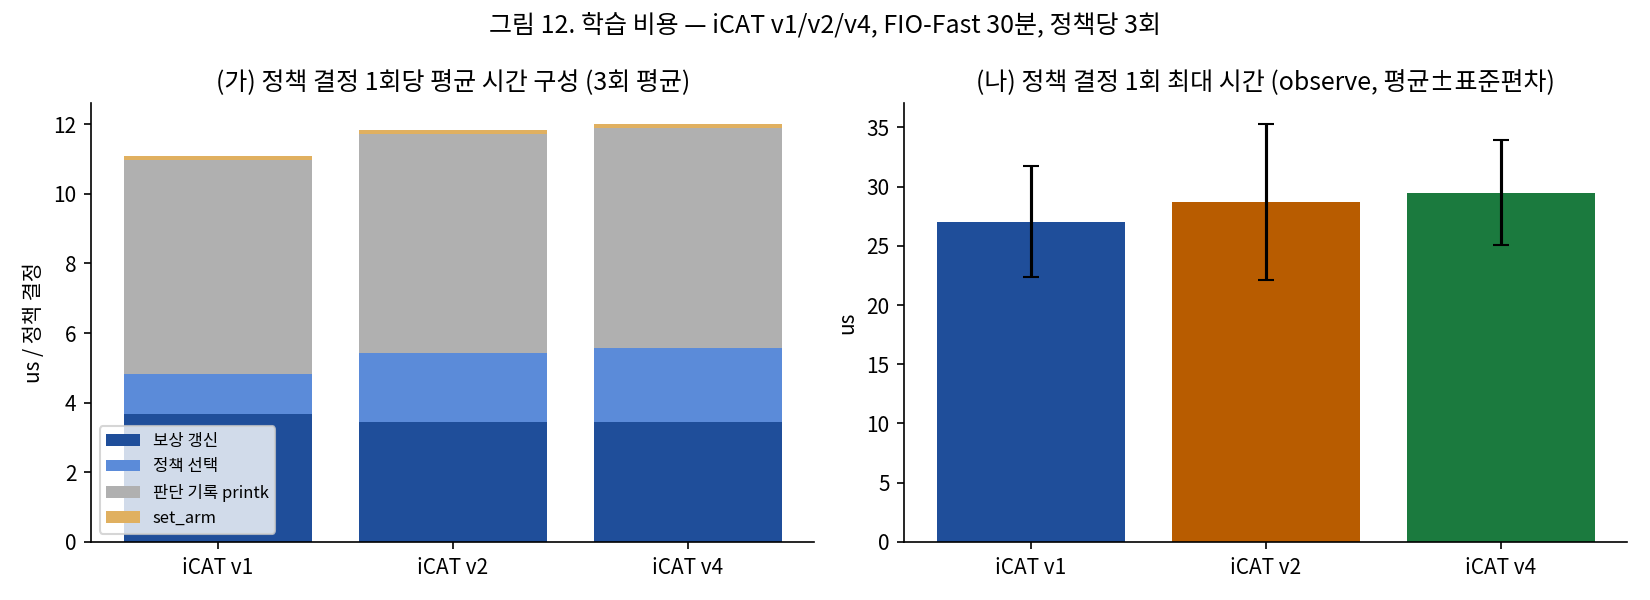 그림 12. 학습 비용 — iCAT v1/v2/v4, FIO-Fast 30분, 정책당 3회
(가) 정책 결정 1회당 평균 시간 구성 (3회 평균)
us / 정책 결정
12
10
8
6
4
2
0
보상 갱신
정책 선택
판단 기록 printk
set_arm
iCAT v1
iCAT v2
iCAT v4
(나) 정책 결정 1회 최대 시간 (observe, 평균±표준편차)
us
35
30
25
20
15
10
5
0
iCAT v1
iCAT v2
iCAT v4